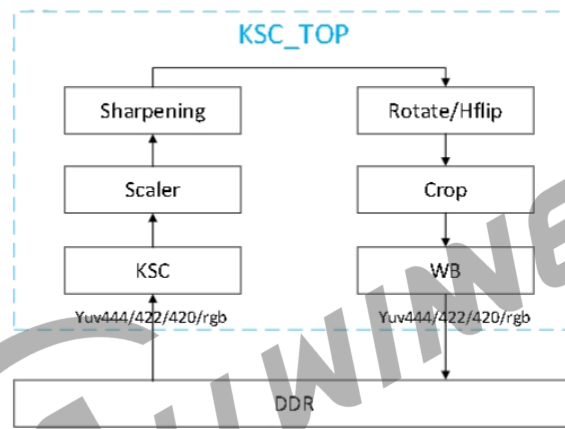 KSC_TOP
Sharpening
Rotate/Hflip
Scaler
Crop
KSC
WB
Yuv444/422/420/rgb
Yuv444/422/420/rgb
DDR